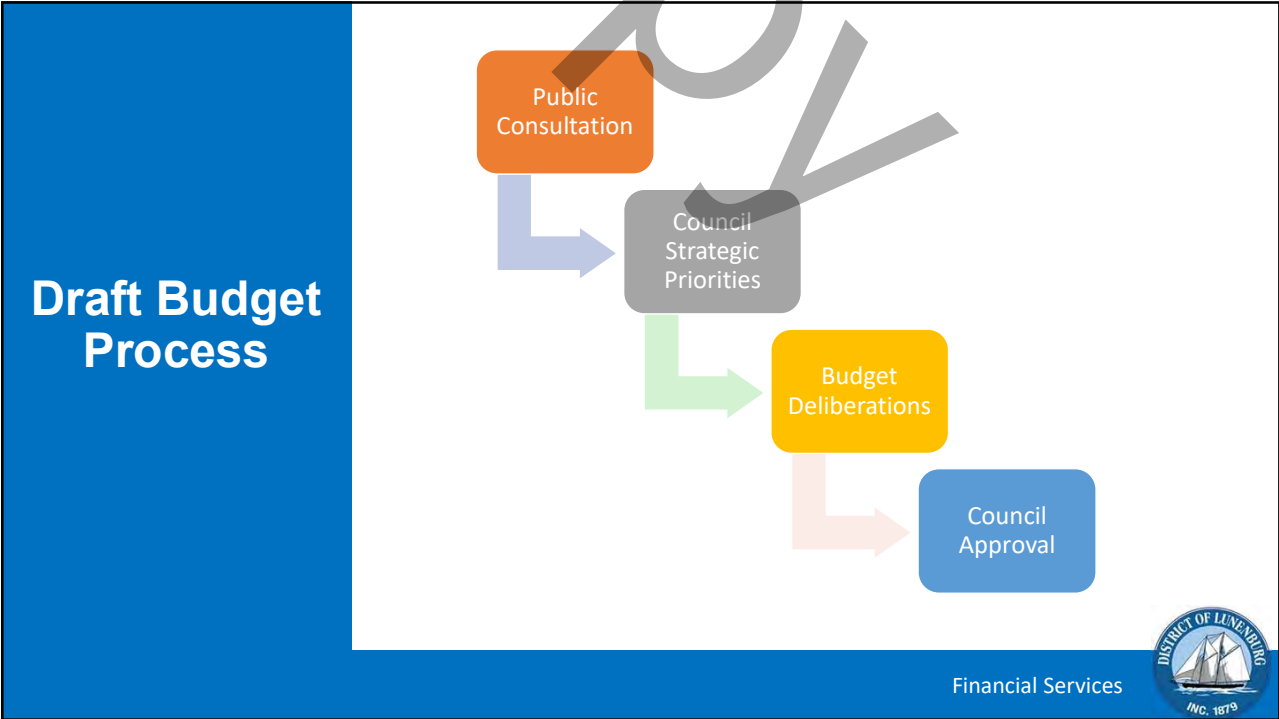 Draft Budget
Process
Public
Consultation
Council
Strategic
Priorities
Budget
Deliberations
Council
Approval
Financial Services
DISTRICT OF LUNENBURG
INC. 1879
py